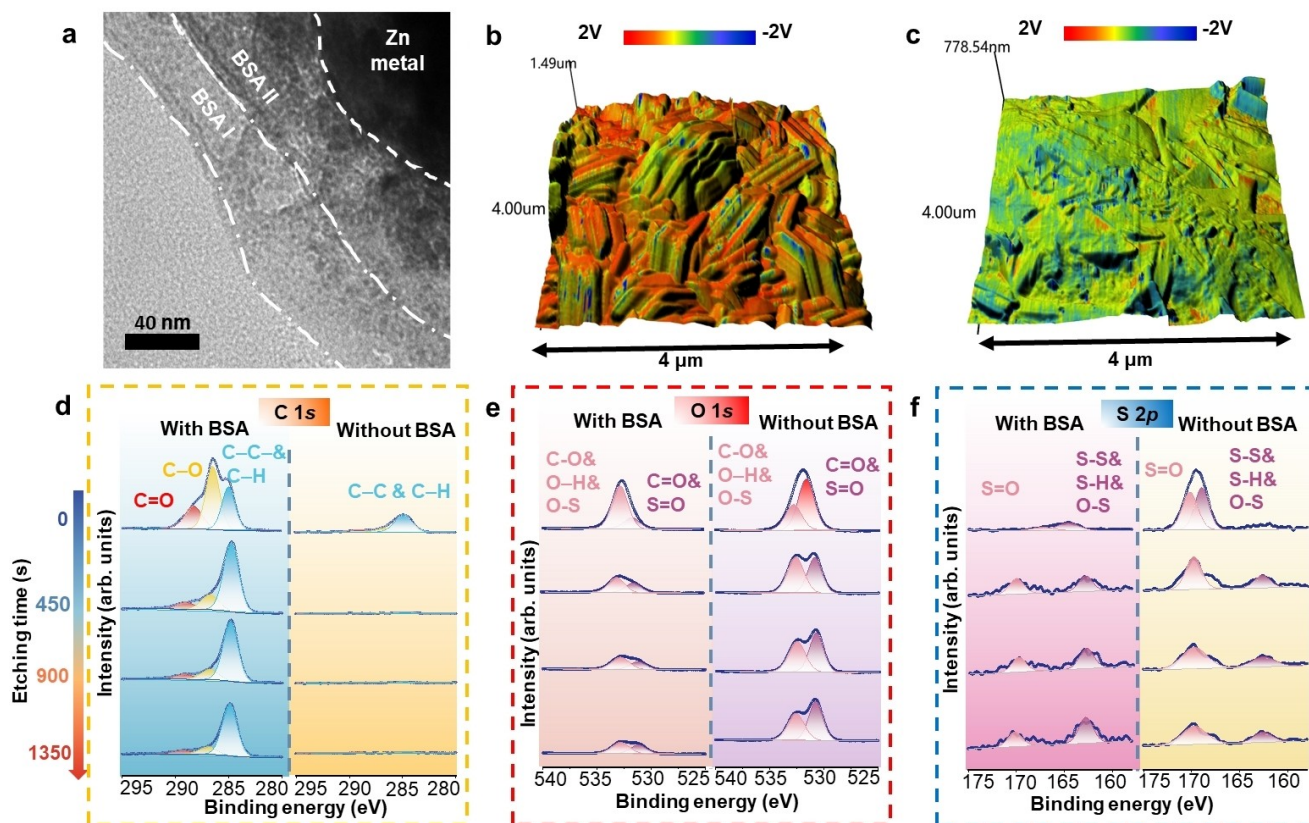 a
Zn
metal
BSA II
BSA I
40 nm
b
2V
-2V
1.49um
4.00um
4 µm
c
2V
-2V
778.54nm
4.00um
4 µm
Etching time (s)
0
450
900
1350
d
C 1s
With BSA
Without BSA
C=O
C–O
C–C–&
C–H
C–C & C–H
Intensity (arb. units)
295 290 285 280 295 290 285 280
Binding energy (eV)
e
O 1s
With BSA
Without BSA
C-O&
O–H&
O-S
C=O&
S=O
C-O&
O–H&
O-S
C=O&
S=O
Intensity (arb. units)
540 535 530 525 540 535 530 525
Binding energy (eV)
f
S 2p
With BSA
Without BSA
S=O
S-S&
S-H&
O-S
S=O
S-S&
S-H&
O-S
Intensity (arb. units)
175 170 165 160 175 170 165 160
Binding energy (eV)